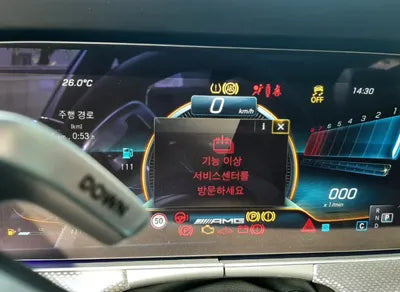 26.0°C
14:30
주행 경로
1km
0:53
111
0
km/h
OFF
i
기능 이상
서비스센터를
방문하세요
000
x 1/min
50
AMG
R
N
D
P
C
DOWN